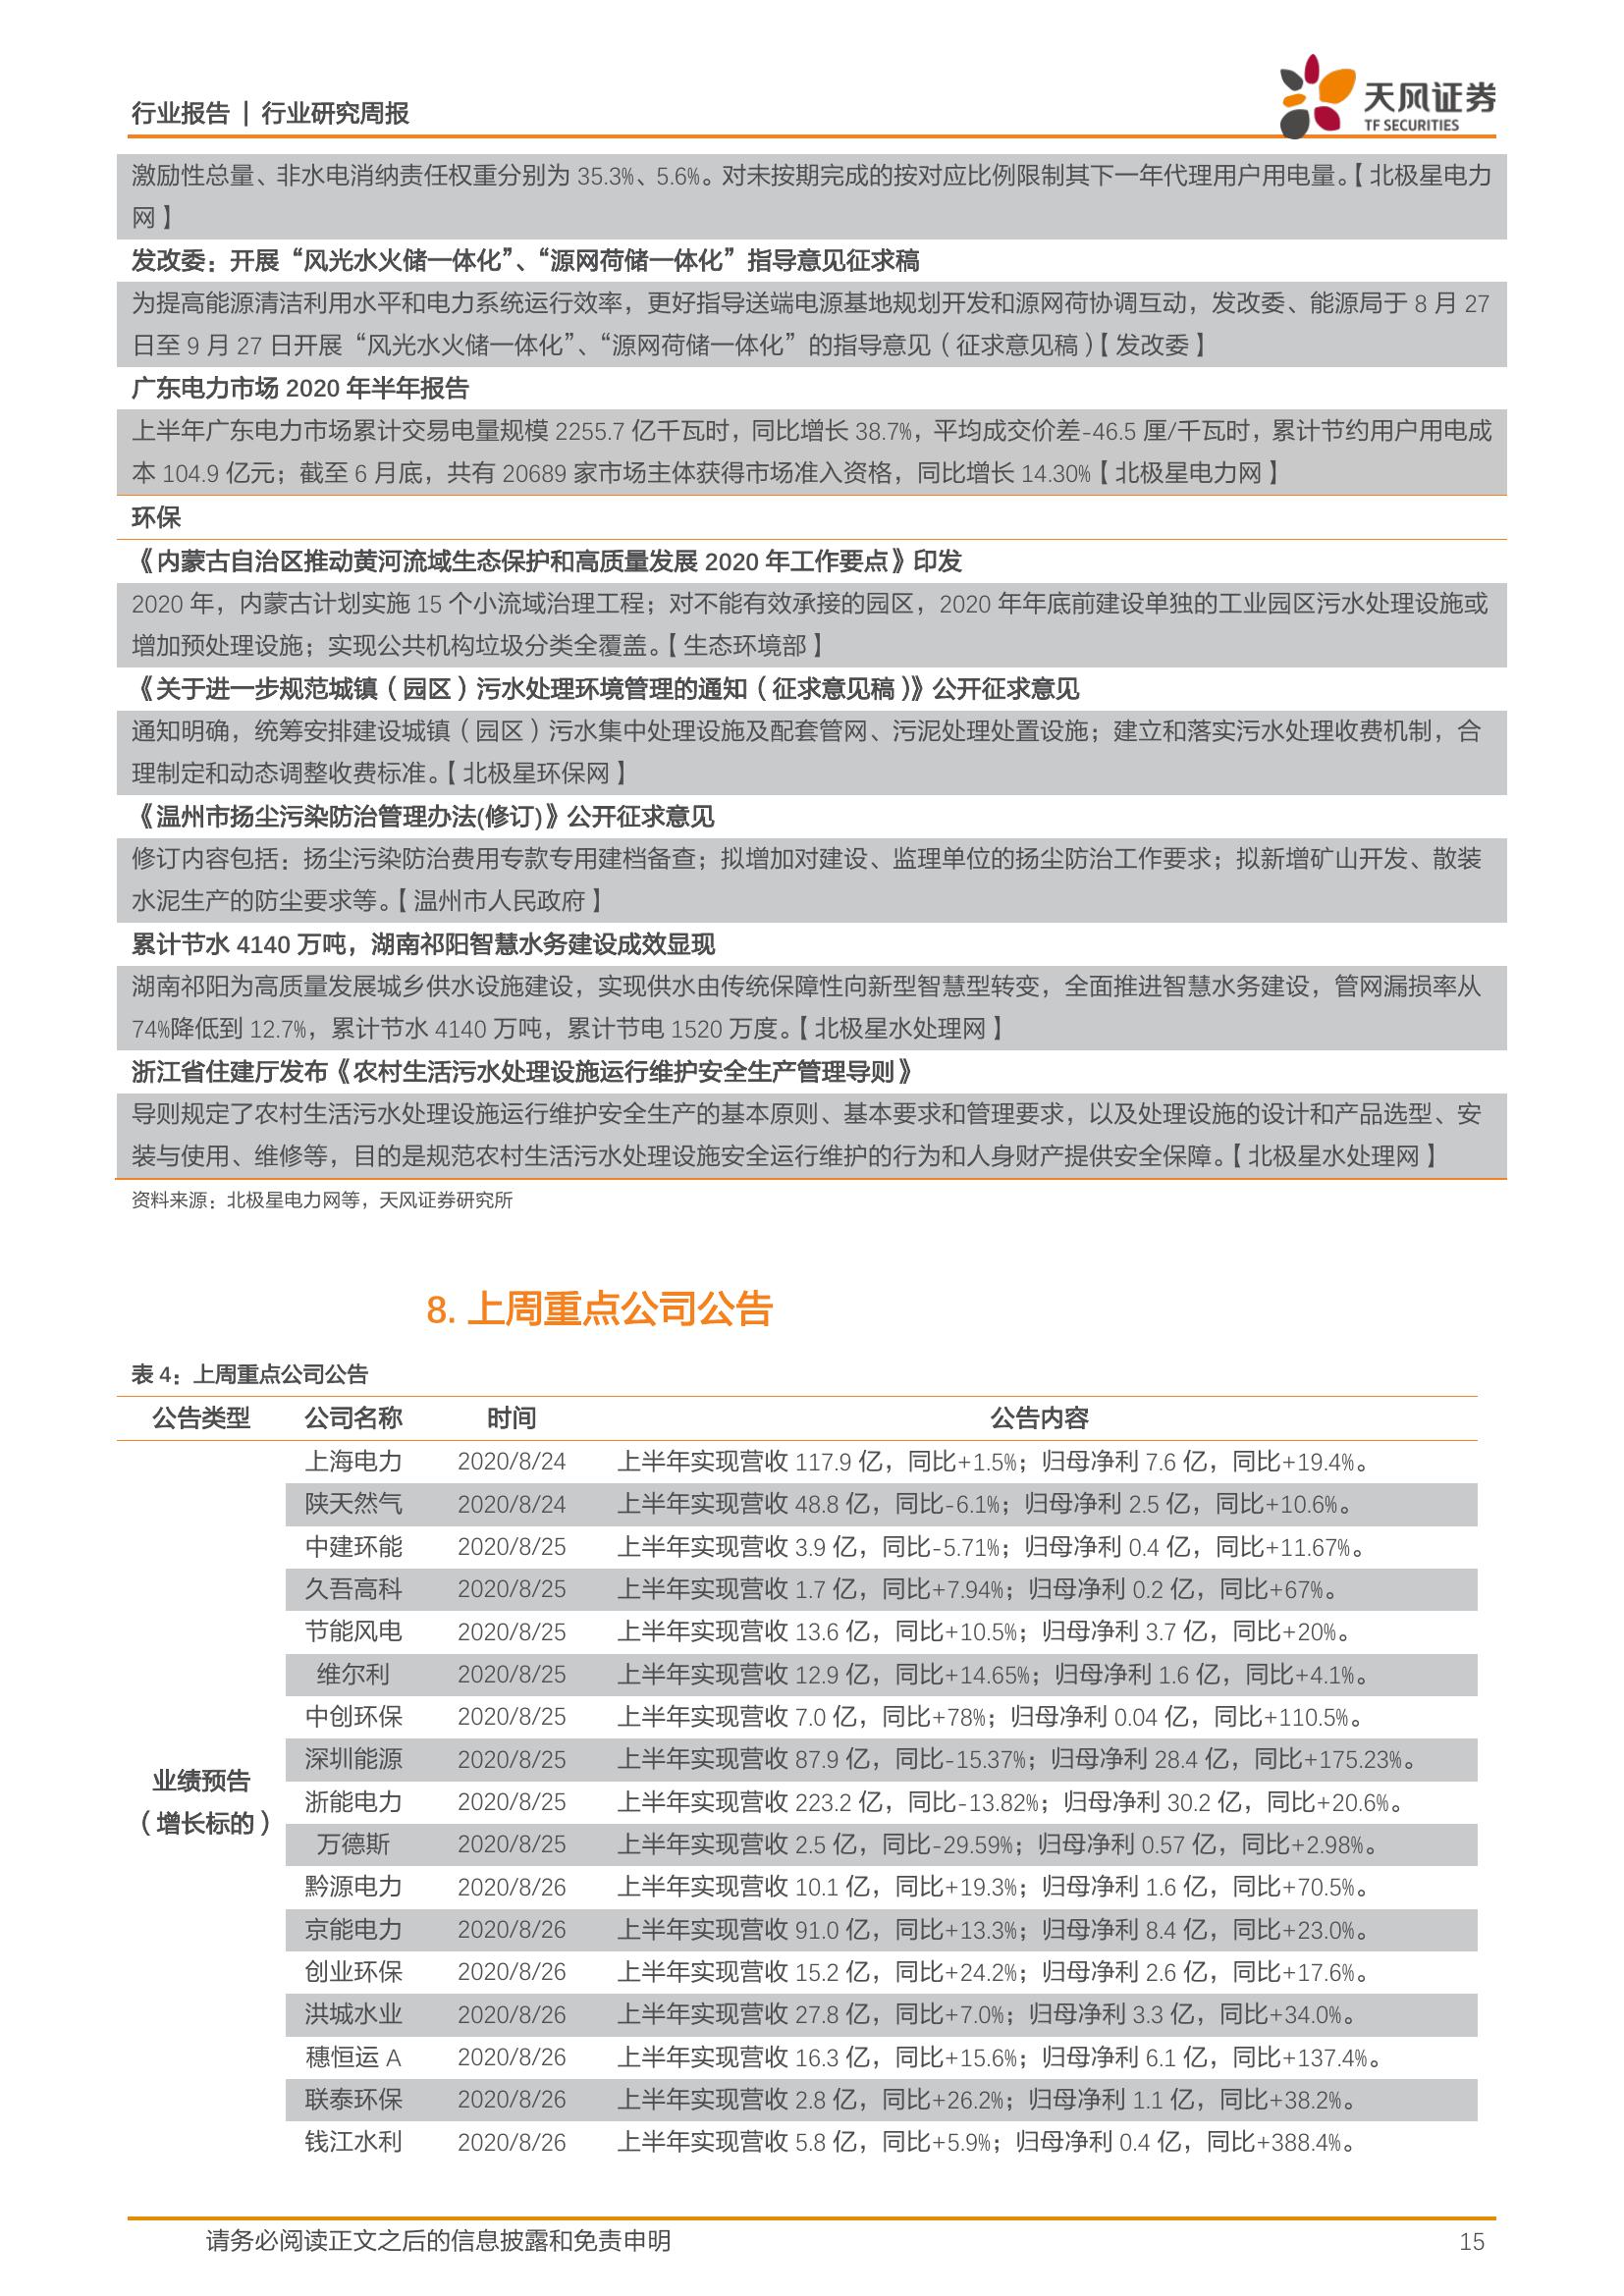 行业报告 | 行业研究周报
天风证券
TF SECURITIES
激励性总量、非水电消纳责任权重分别为 35.3%、5.6%。对未按期完成的按对应比例限制其下一年代理用户用电量。【北极星电力
网】
发改委：开展“风光水火储一体化”、“源网荷储一体化”指导意见征求稿
为提高能源清洁利用水平和电力系统运行效率，更好指导送端电源基地规划开发和源网荷协调互动，发改委、能源局于 8 月 27
日至 9 月 27 日开展“风光水火储一体化”、“源网荷储一体化”的指导意见（征求意见稿）【发改委】
广东电力市场 2020 年半年报告
上半年广东电力市场累计交易电量规模 2255.7 亿千瓦时，同比增长 38.7%，平均成交价差-46.5 厘/千瓦时，累计节约用户用电成
本 104.9 亿元；截至 6 月底，共有 20689 家市场主体获得市场准入资格，同比增长 14.30%【北极星电力网】
环保
《内蒙古自治区推动黄河流域生态保护和高质量发展 2020 年工作要点》印发
2020 年，内蒙古计划实施 15 个小流域治理工程；对不能有效承接的园区，2020 年年底前建设单独的工业园区污水处理设施或
增加预处理设施；实现公共机构垃圾分类全覆盖。【生态环境部】
《关于进一步规范城镇（园区）污水处理环境管理的通知（征求意见稿）》公开征求意见
通知明确，统筹安排建设城镇（园区）污水集中处理设施及配套管网、污泥处理处置设施；建立和落实污水处理收费机制，合
理制定和动态调整收费标准。【北极星环保网】
《温州市扬尘污染防治管理办法(修订)》公开征求意见
修订内容包括：扬尘污染防治费用专款专用建档备查；拟增加对建设、监理单位的扬尘防治工作要求；拟新增矿山开发、散装
水泥生产的防尘要求等。【温州市人民政府】
累计节水 4140 万吨，湖南祁阳智慧水务建设成效显现
湖南祁阳为高质量发展城乡供水设施建设，实现供水由传统保障性向新型智慧型转变，全面推进智慧水务建设，管网漏损率从
74%降低到 12.7%，累计节水 4140 万吨，累计节电 1520 万度。【北极星水处理网】
浙江省住建厅发布《农村生活污水处理设施运行维护安全生产管理导则》
导则规定了农村生活污水处理设施运行维护安全生产的基本原则、基本要求和管理要求，以及处理设施的设计和产品选型、安
装与使用、维修等，目的是规范农村生活污水处理设施安全运行维护的行为和人身财产提供安全保障。【北极星水处理网】
资料来源：北极星电力网等，天风证券研究所
8. 上周重点公司公告
表 4：上周重点公司公告
公告类型 公司名称 时间 公告内容
上海电力 2020/8/24 上半年实现营收 117.9 亿，同比+1.5%；归母净利 7.6 亿，同比+19.4%。
陕天然气 2020/8/24 上半年实现营收 48.8 亿，同比-6.1%；归母净利 2.5 亿，同比+10.6%。
中建环能 2020/8/25 上半年实现营收 3.9 亿，同比-5.71%；归母净利 0.4 亿，同比+11.67%。
久吾高科 2020/8/25 上半年实现营收 1.7 亿，同比+7.94%；归母净利 0.2 亿，同比+67%。
节能风电 2020/8/25 上半年实现营收 13.6 亿，同比+10.5%；归母净利 3.7 亿，同比+20%。
维尔利 2020/8/25 上半年实现营收 12.9 亿，同比+14.65%；归母净利 1.6 亿，同比+4.1%。
中创环保 2020/8/25 上半年实现营收 7.0 亿，同比+78%；归母净利 0.04 亿，同比+110.5%。
深圳能源 2020/8/25 上半年实现营收 87.9 亿，同比-15.37%；归母净利 28.4 亿，同比+175.23%。
业绩预告
浙能电力 2020/8/25 上半年实现营收 223.2 亿，同比-13.82%；归母净利 30.2 亿，同比+20.6%。
（增长标的）
万德斯 2020/8/25 上半年实现营收 2.5 亿，同比-29.59%；归母净利 0.57 亿，同比+2.98%。
黔源电力 2020/8/26 上半年实现营收 10.1 亿，同比+19.3%；归母净利 1.6 亿，同比+70.5%。
京能电力 2020/8/26 上半年实现营收 91.0 亿，同比+13.3%；归母净利 8.4 亿，同比+23.0%。
创业环保 2020/8/26 上半年实现营收 15.2 亿，同比+24.2%；归母净利 2.6 亿，同比+17.6%。
洪城水业 2020/8/26 上半年实现营收 27.8 亿，同比+7.0%；归母净利 3.3 亿，同比+34.0%。
穗恒运 A 2020/8/26 上半年实现营收 16.3 亿，同比+15.6%；归母净利 6.1 亿，同比+137.4%。
联泰环保 2020/8/26 上半年实现营收 2.8 亿，同比+26.2%；归母净利 1.1 亿，同比+38.2%。
钱江水利 2020/8/26 上半年实现营收 5.8 亿，同比+5.9%；归母净利 0.4 亿，同比+388.4%。
请务必阅读正文之后的信息披露和免责申明 15